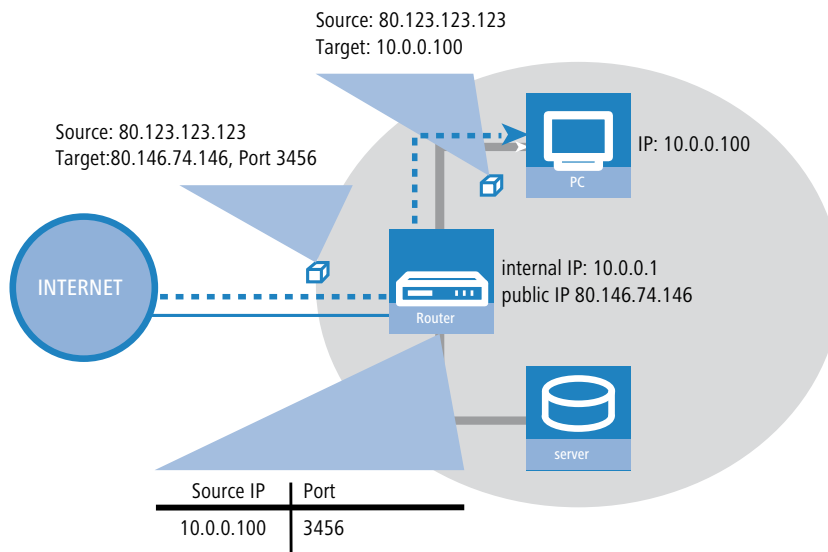 Source: 80.123.123.123
Target: 10.0.0.100
Source: 80.123.123.123
Target:80.146.74.146, Port 3456
IP: 10.0.0.100
PC
INTERNET
internal IP: 10.0.0.1
public IP 80.146.74.146
Router
server
Source IP Port
10.0.0.100 3456